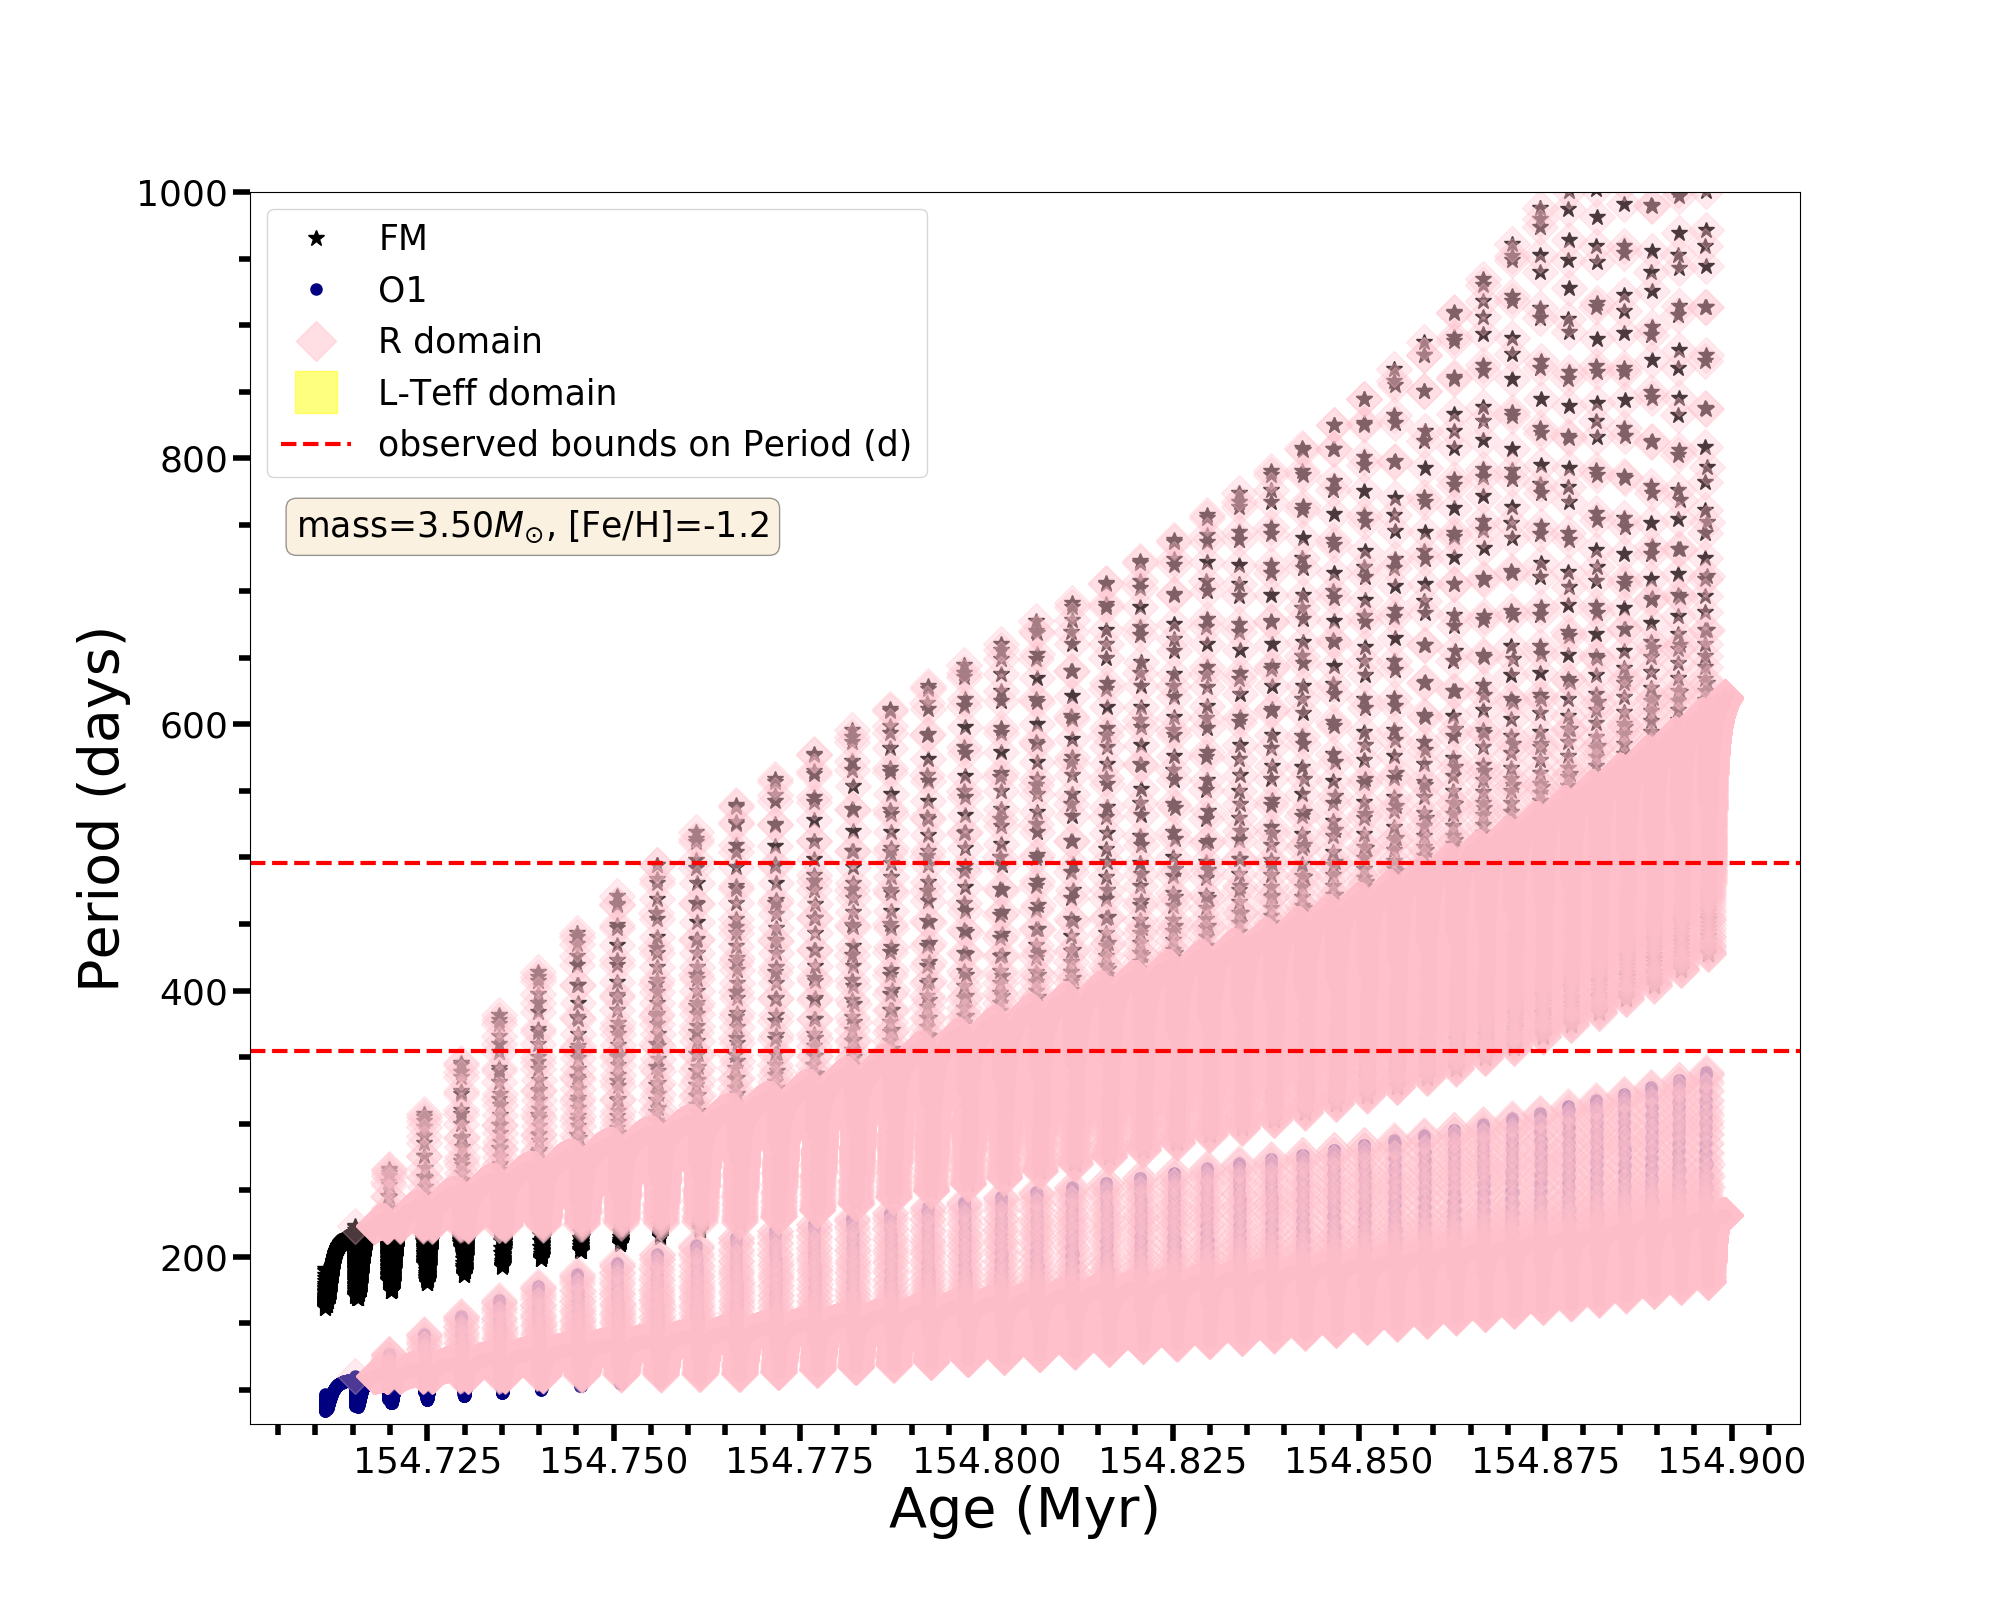 1000
800
600
400
200
Period (days)
FM
O1
R domain
L-Teff domain
observed bounds on Period (d)
mass=3.50M☉, [Fe/H]=-1.2
154.725 154.750 154.775 154.800 154.825 154.850 154.875 154.900
Age (Myr)